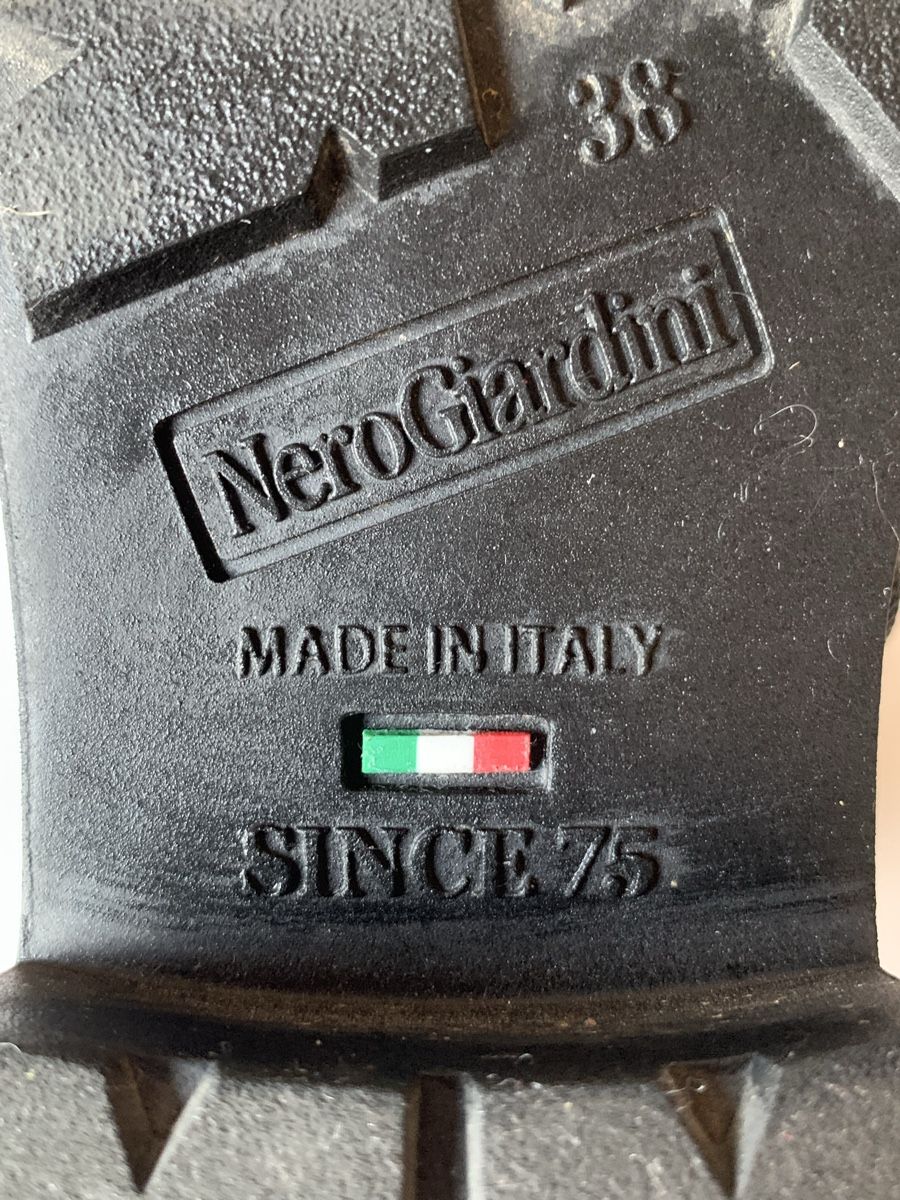 38
NeroGiardini
MADE IN ITALY
SINCE 75